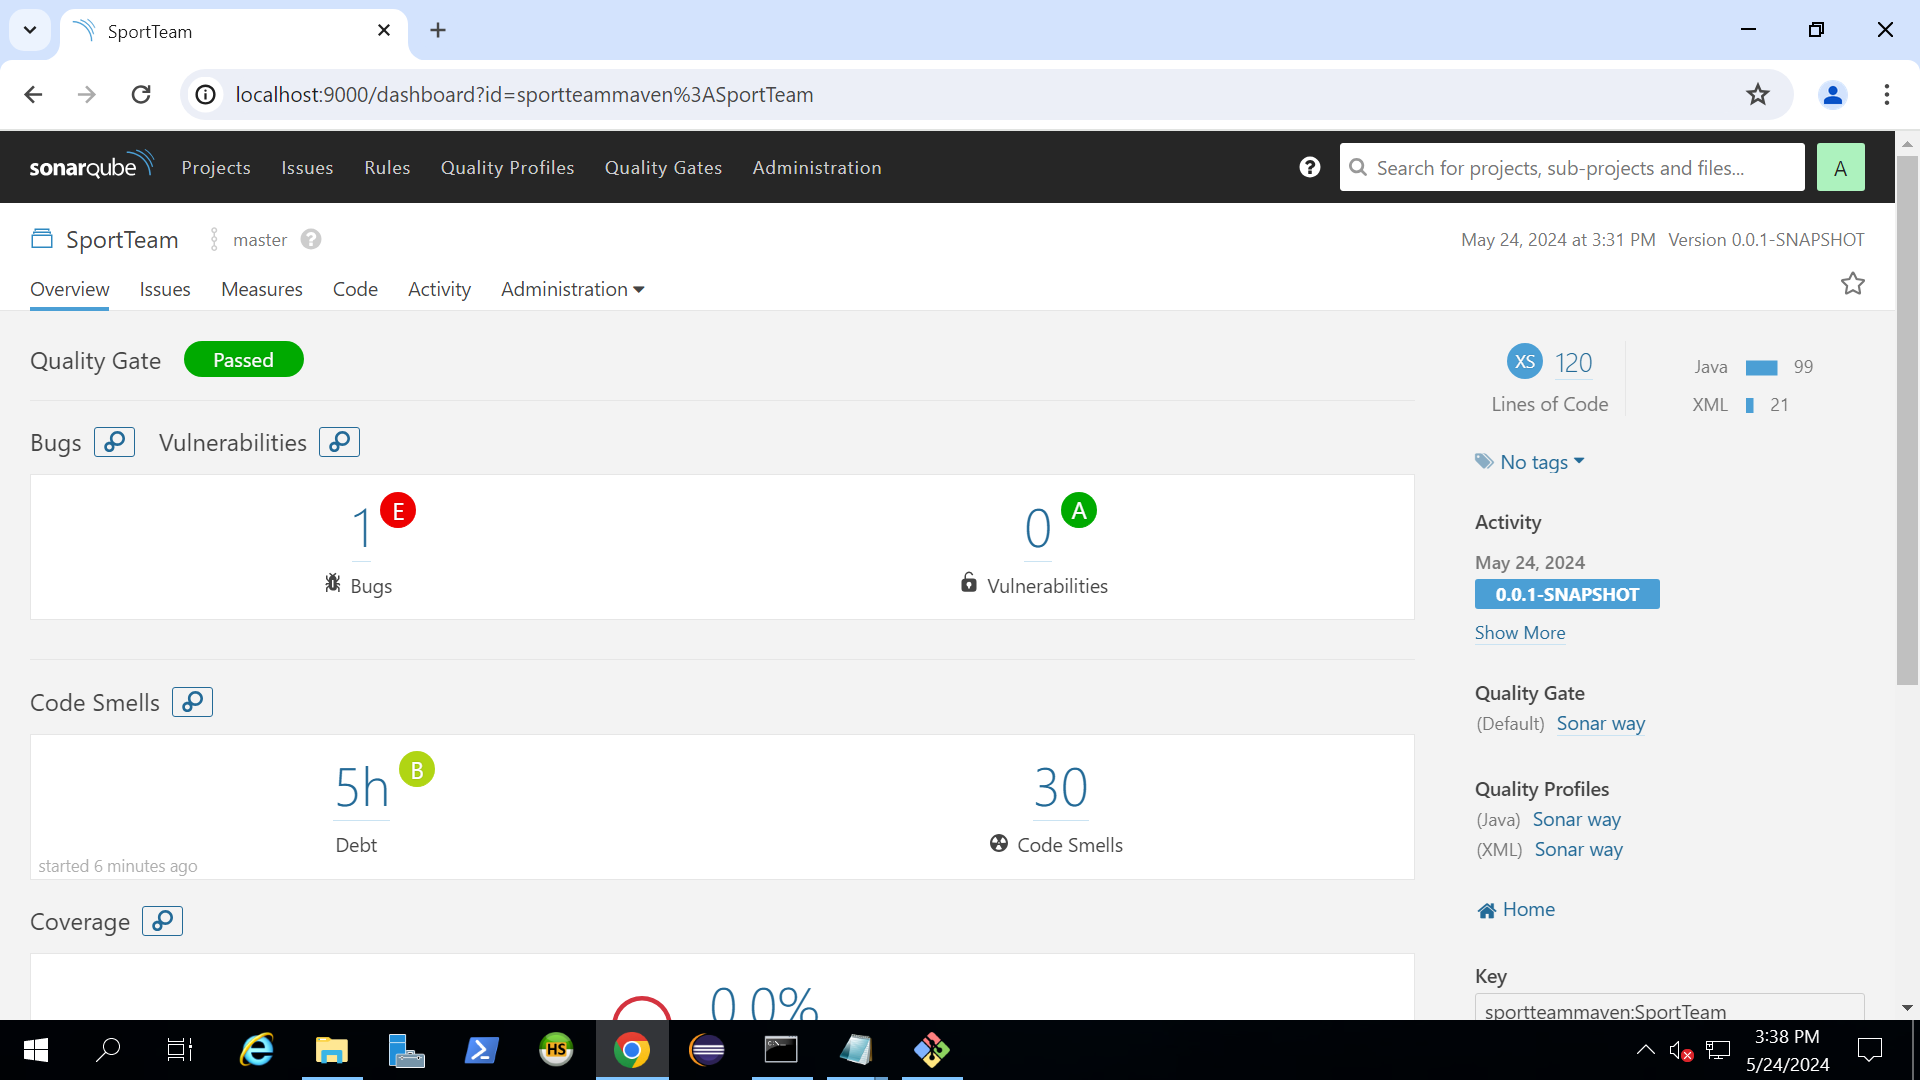 SportTeam
localhost:9000/dashboard?id=sportteammaven%3ASportTeam
sonarqube Projects Issues Rules Quality Profiles Quality Gates Administration ? Search for projects, sub-projects and files... A
SportTeam master ? May 24, 2024 at 3:31 PM Version 0.0.1-SNAPSHOT
Overview Issues Measures Code Activity Administration
Quality Gate Passed
XS 120
Lines of Code
Java 99
XML 21
Bugs Vulnerabilities
1 E
Bugs
0 A
Vulnerabilities
Code Smells
5h B
Debt
30
Code Smells
started 6 minutes ago
Coverage
0.0%
No tags
Activity
May 24, 2024
0.0.1-SNAPSHOT
Show More
Quality Gate
(Default) Sonar way
Quality Profiles
(Java) Sonar way
(XML) Sonar way
Home
Key
sportteammaven:SportTeam
HS
3:38 PM
5/24/2024